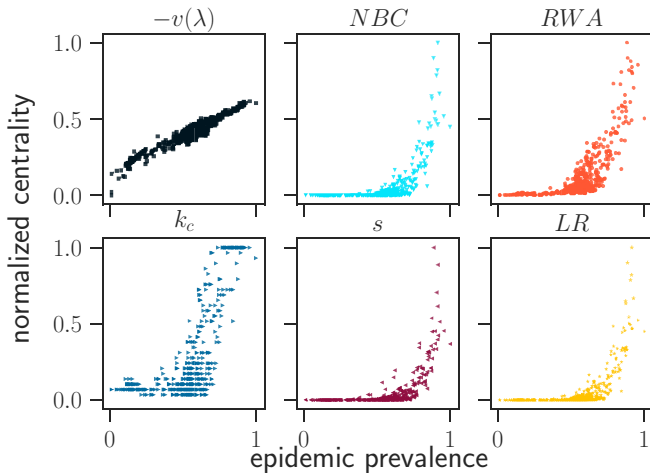 −v(λ) NBC RWA
1.0
0.5
0.0
k_c s LR
1.0
0.5
0.0
0 1 0 1 0 1
normalized centrality
epidemic prevalence